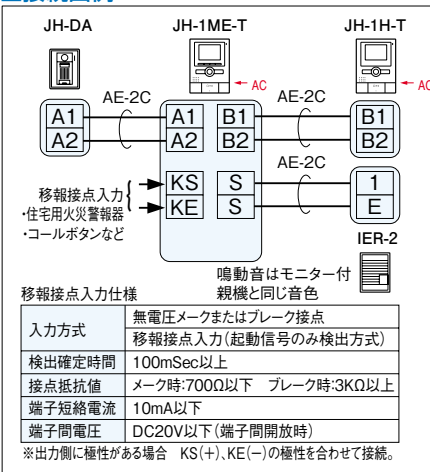 JH-DA
JH-1ME-T
JH-1H-T
AC
AC
AE-2C
AE-2C
A1
A2
A1
A2
B1
B2
B1
B2
AE-2C
移報接点入力
・住宅用火災警報器
・コールボタンなど
KS
KE
S
S
1
E
IER-2
鳴動音はモニター付
親機と同じ音色
移報接点入力仕様
入力方式
無電圧メークまたはブレーク接点
移報接点入力(起動信号のみ検出方式)
検出確定時間 100mSec以上
接点抵抗値 メーク時:700Ω以下 ブレーク時:3KΩ以上
端子短絡電流 10mA以下
端子間電圧 DC20V以下(端子間開放時)
※出力側に極性がある場合 KS(+)、KE(−)の極性を合わせて接続。